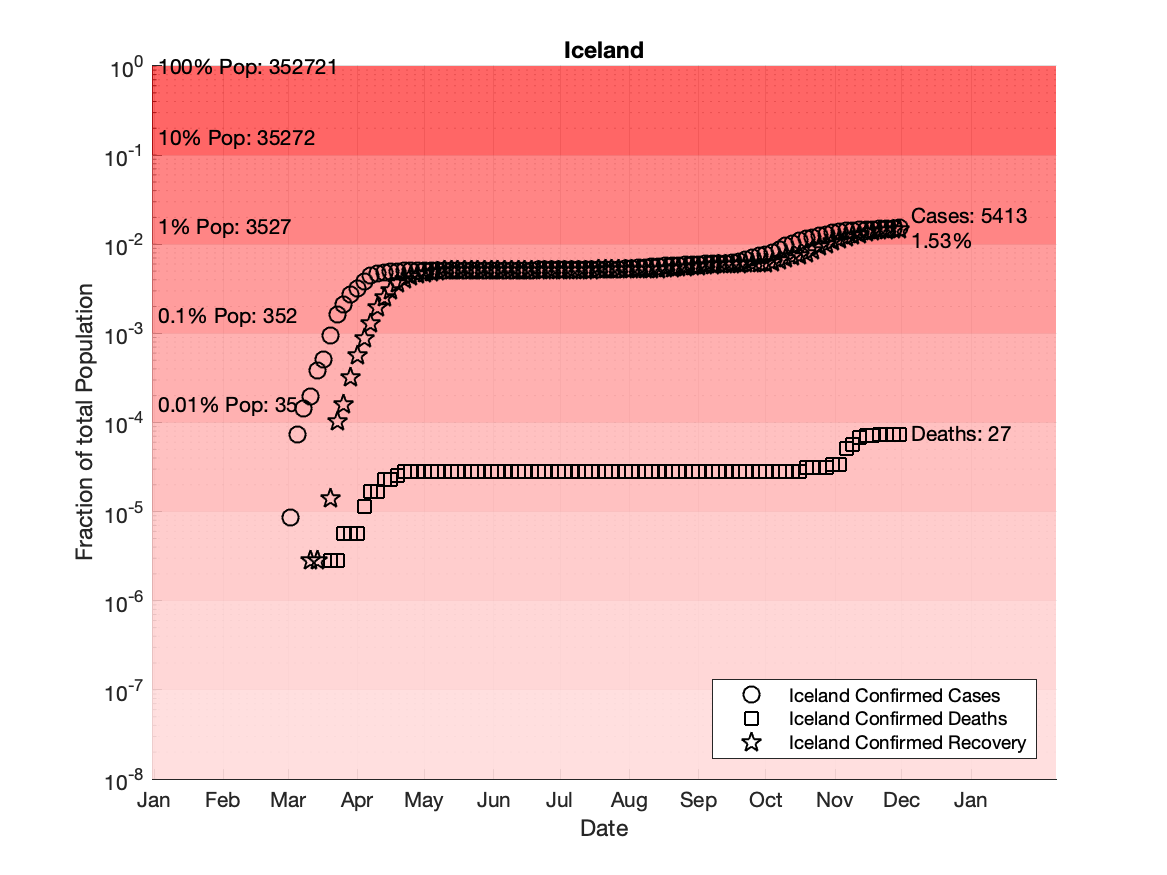 Iceland
10^0
100% Pop: 352721
10% Pop: 35272
10^-1
1% Pop: 3527
10^-2
Cases: 5413
1.53%
0.1% Pop: 352
10^-3
0.01% Pop: 35
10^-4
Deaths: 27
10^-5
10^-6
10^-7
10^-8
Fraction of total Population
Iceland Confirmed Cases
Iceland Confirmed Deaths
Iceland Confirmed Recovery
Jan Feb Mar Apr May Jun Jul Aug Sep Oct Nov Dec Jan
Date